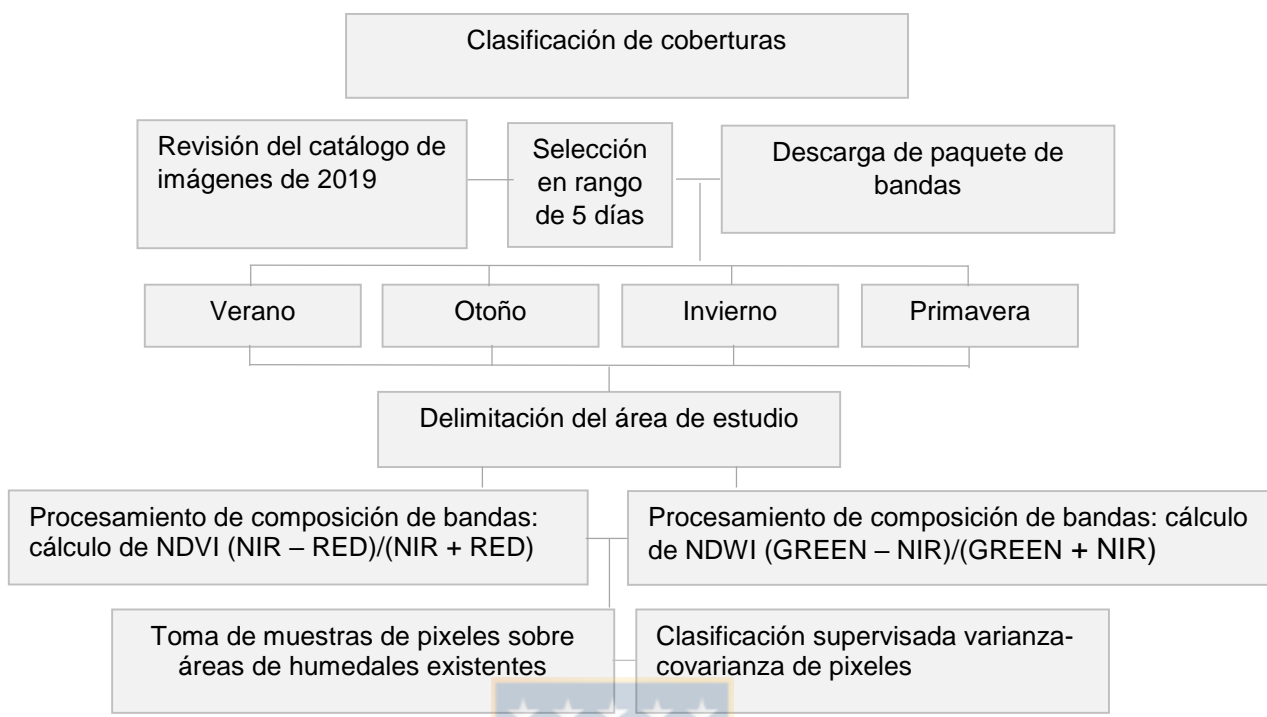 Clasificación de coberturas
Revisión del catálogo de
imágenes de 2019
Selección
en rango
de 5 días
Descarga de paquete de
bandas
Verano
Otoño
Invierno
Primavera
Delimitación del área de estudio
Procesamiento de composición de bandas:
cálculo de NDVI (NIR – RED)/(NIR + RED)
Procesamiento de composición de bandas: cálculo
de NDWI (GREEN – NIR)/(GREEN + NIR)
Toma de muestras de pixeles sobre
áreas de humedales existentes
Clasificación supervisada varianza-
covarianza de pixeles